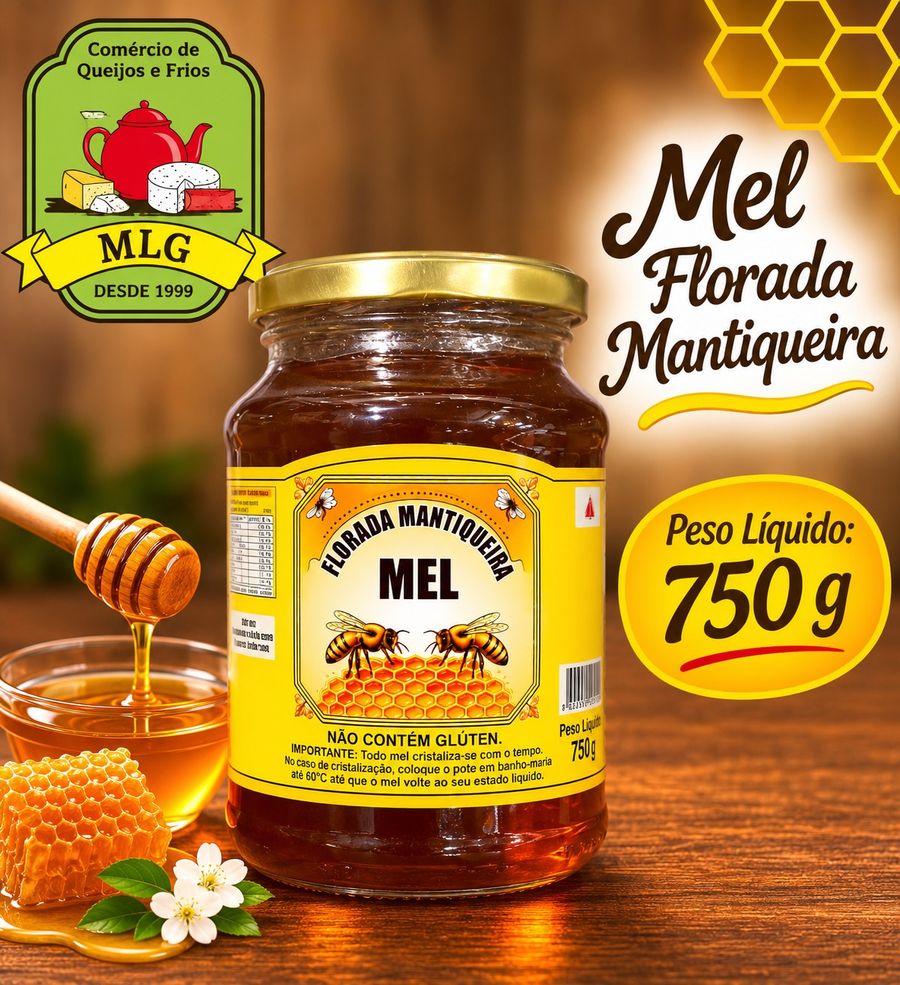 Comércio de
Queijos e Frios
MLG
DESDE 1999
Mel
Florada
Mantiqueira
Peso Líquido:
750 g
FLORADA MANTIQUEIRA
MEL
NÃO CONTÉM GLÚTEN.
IMPORTANTE: Todo mel cristaliza-se com o tempo.
No caso de cristalização, coloque o pote em banho-maria
até 60°C até que o mel volte ao seu estado líquido.
Peso Líquido
750 g